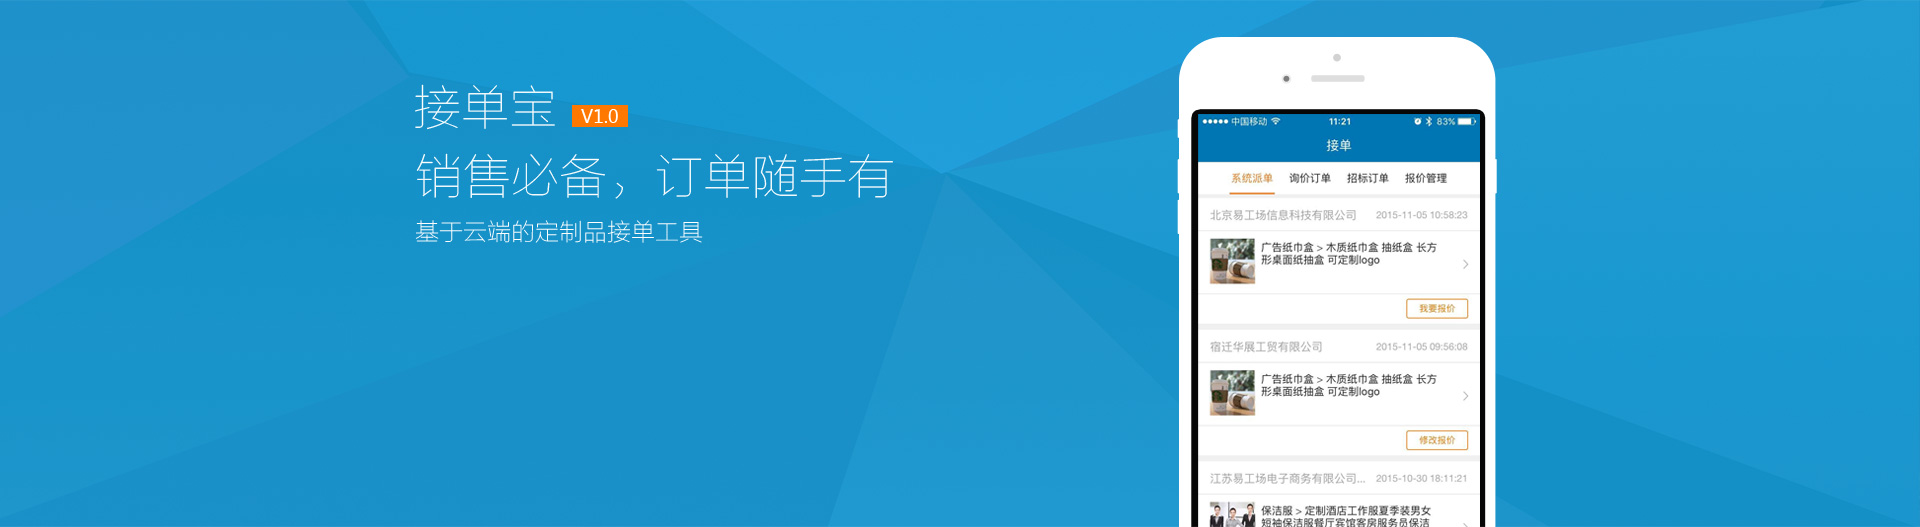 接单宝 V1.0
销售必备，订单随手有
基于云端的定制品接单工具
中国移动 11:21 83%
接单
系统派单 询价订单 招标订单 报价管理
北京易工场信息科技有限公司 2015-11-05 10:58:23
广告纸巾盒 > 木质纸巾盒 抽纸盒 长方
形桌面纸抽盒 可定制logo
我要报价
宿迁华展工贸有限公司 2015-11-05 09:56:08
广告纸巾盒 > 木质纸巾盒 抽纸盒 长方
形桌面纸抽盒 可定制logo
修改报价
江苏易工场电子商务有限公司... 2015-10-30 18:11:21
保洁服 > 定制酒店工作服夏季装男女
短袖保洁服餐厅宾馆客房服务员保洁